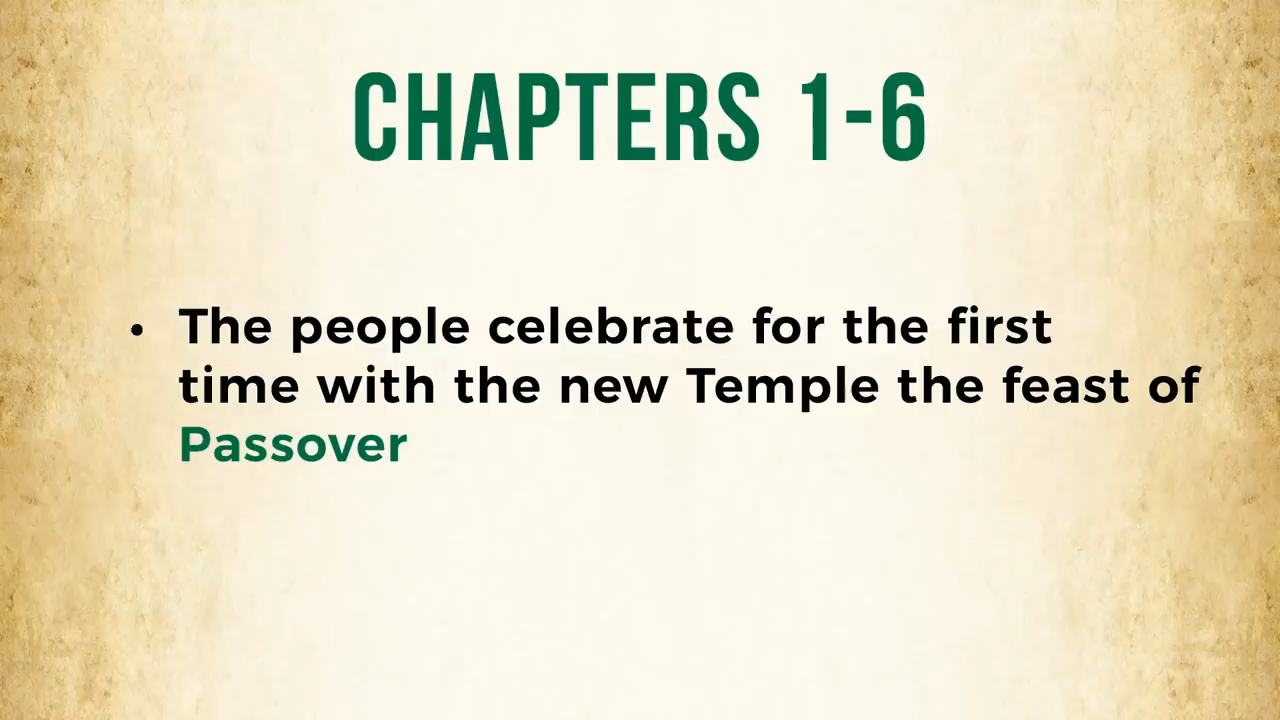 CHAPTERS 1-6
• The people celebrate for the first
time with the new Temple the feast of
Passover